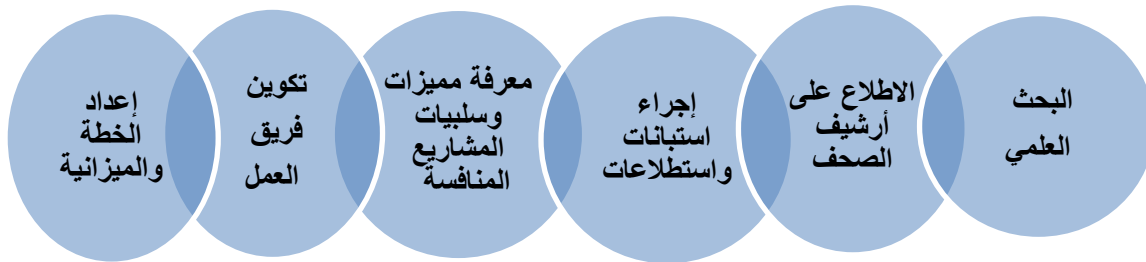 البحث
العلمي
الاطلاع على
أرشيف
الصحف
إجراء
استبانات
واستطلاعات
معرفة مميزات
وسلبيات
المشاريع
المنافسة
تكوين
فريق
العمل
إعداد
الخطة
والميزانية